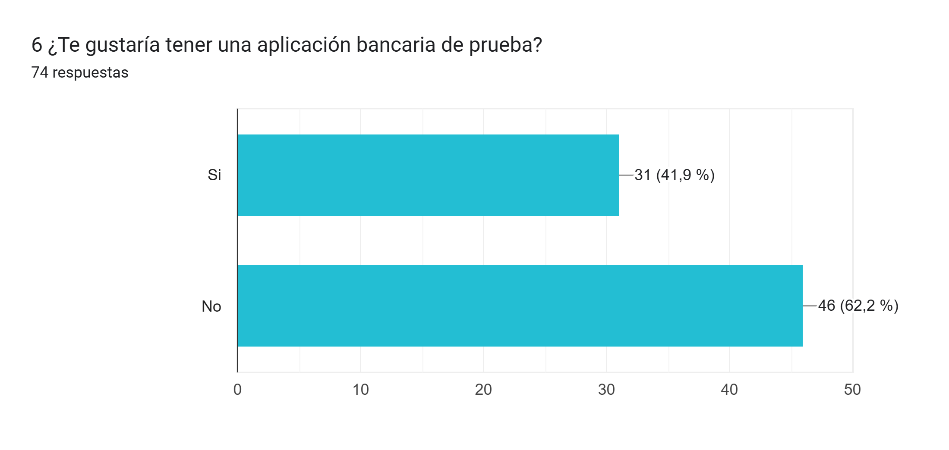 6 ¿Te gustaría tener una aplicación bancaria de prueba?
74 respuestas
Si
31 (41,9 %)
No
46 (62,2 %)
0 10 20 30 40 50